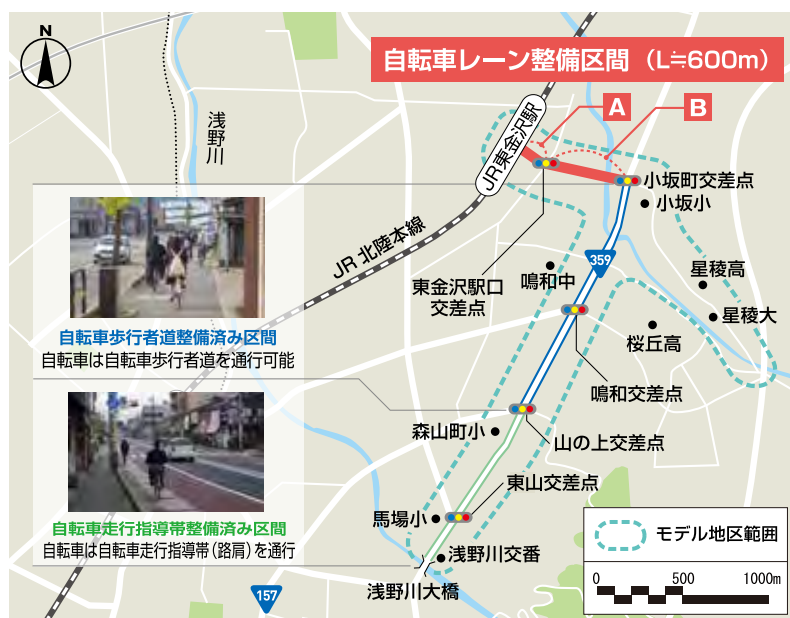 N
自転車レーン整備区間（L≒600m）
A
B
浅野川
JR東金沢駅
小坂町交差点
小坂小
JR 北陸本線
359
東金沢駅口
交差点
鳴和中
星稜高
星稜大
桜丘高
自転車歩行者道整備済み区間
自転車は自転車歩行者道を通行可能
鳴和交差点
森山町小
山の上交差点
東山交差点
馬場小
自転車走行指導帯整備済み区間
自転車は自転車走行指導帯（路肩）を通行
浅野川交番
浅野川大橋
157
モデル地区範囲
0 500 1000m